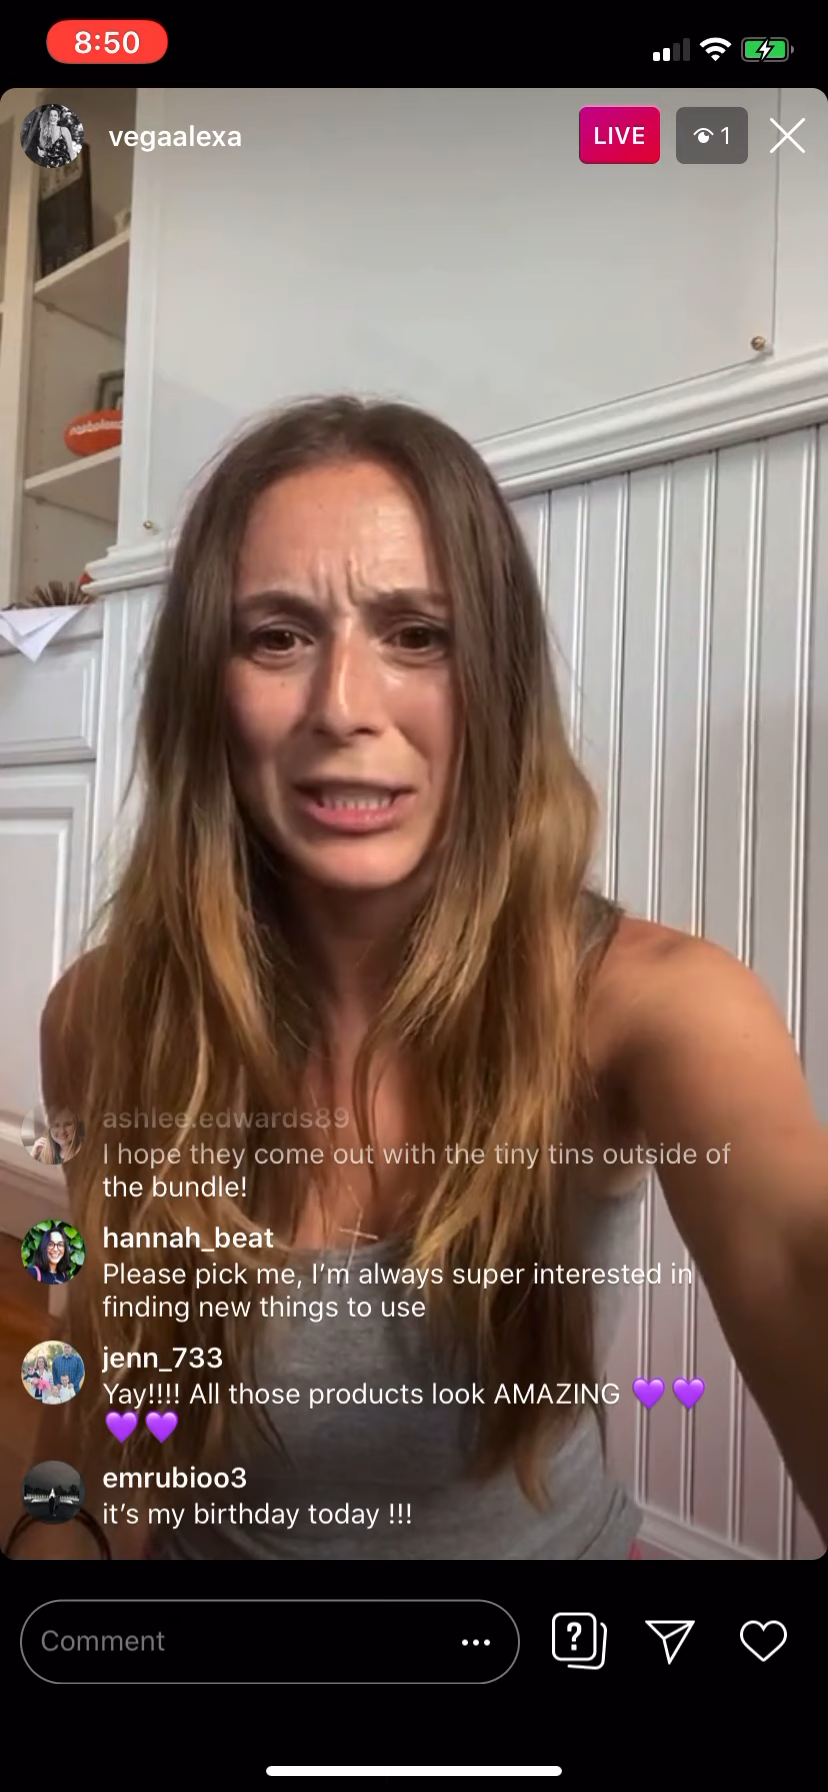 8:50
vegaalexa
LIVE
1
ashlee.edwards89
I hope they come out with the tiny tins outside of
the bundle!
hannah_beat
Please pick me, I’m always super interested in
finding new things to use
jenn_733
Yay!!!! All those products look AMAZING 💜💜
💜💜
emrubioo3
it’s my birthday today !!!
Comment
?